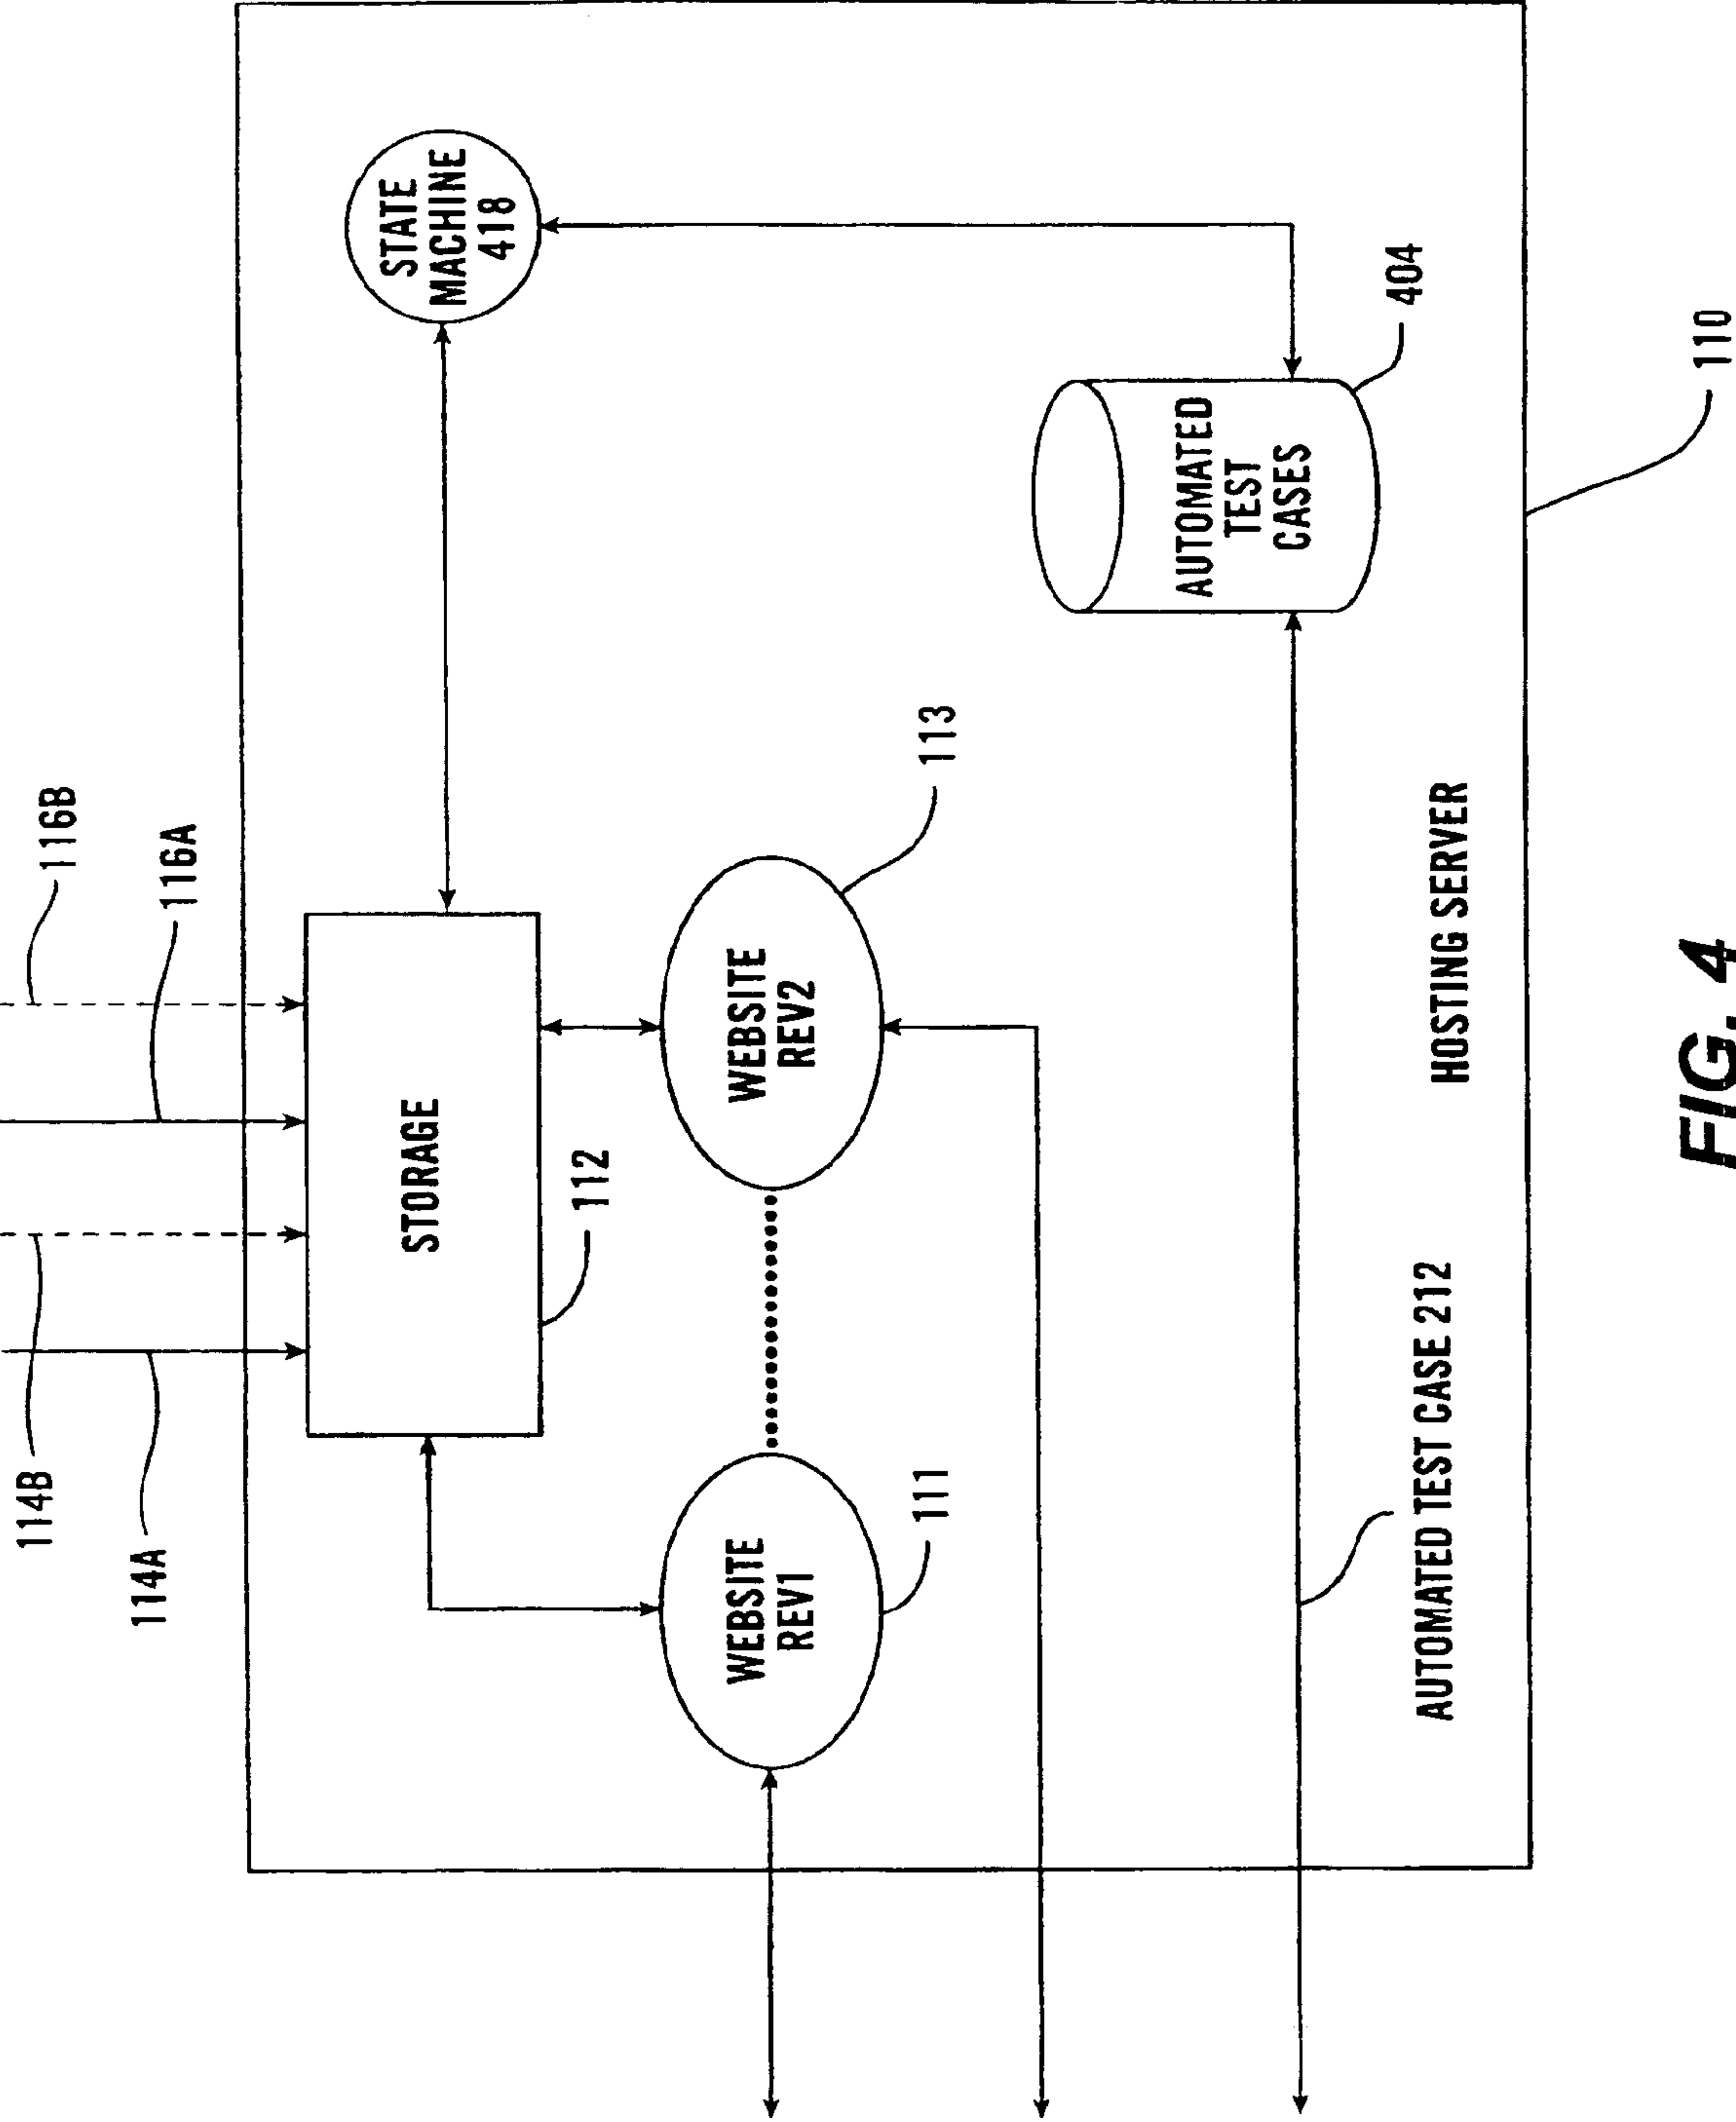 114B
114A
116B
116A
STORAGE
112
STATE
MACHINE
418
WEBSITE
REV1
111
WEBSITE
REV2
113
AUTOMATED
TEST
CASES
404
AUTOMATED TEST CASE 212
HOSTING SERVER
110
FIG. 4